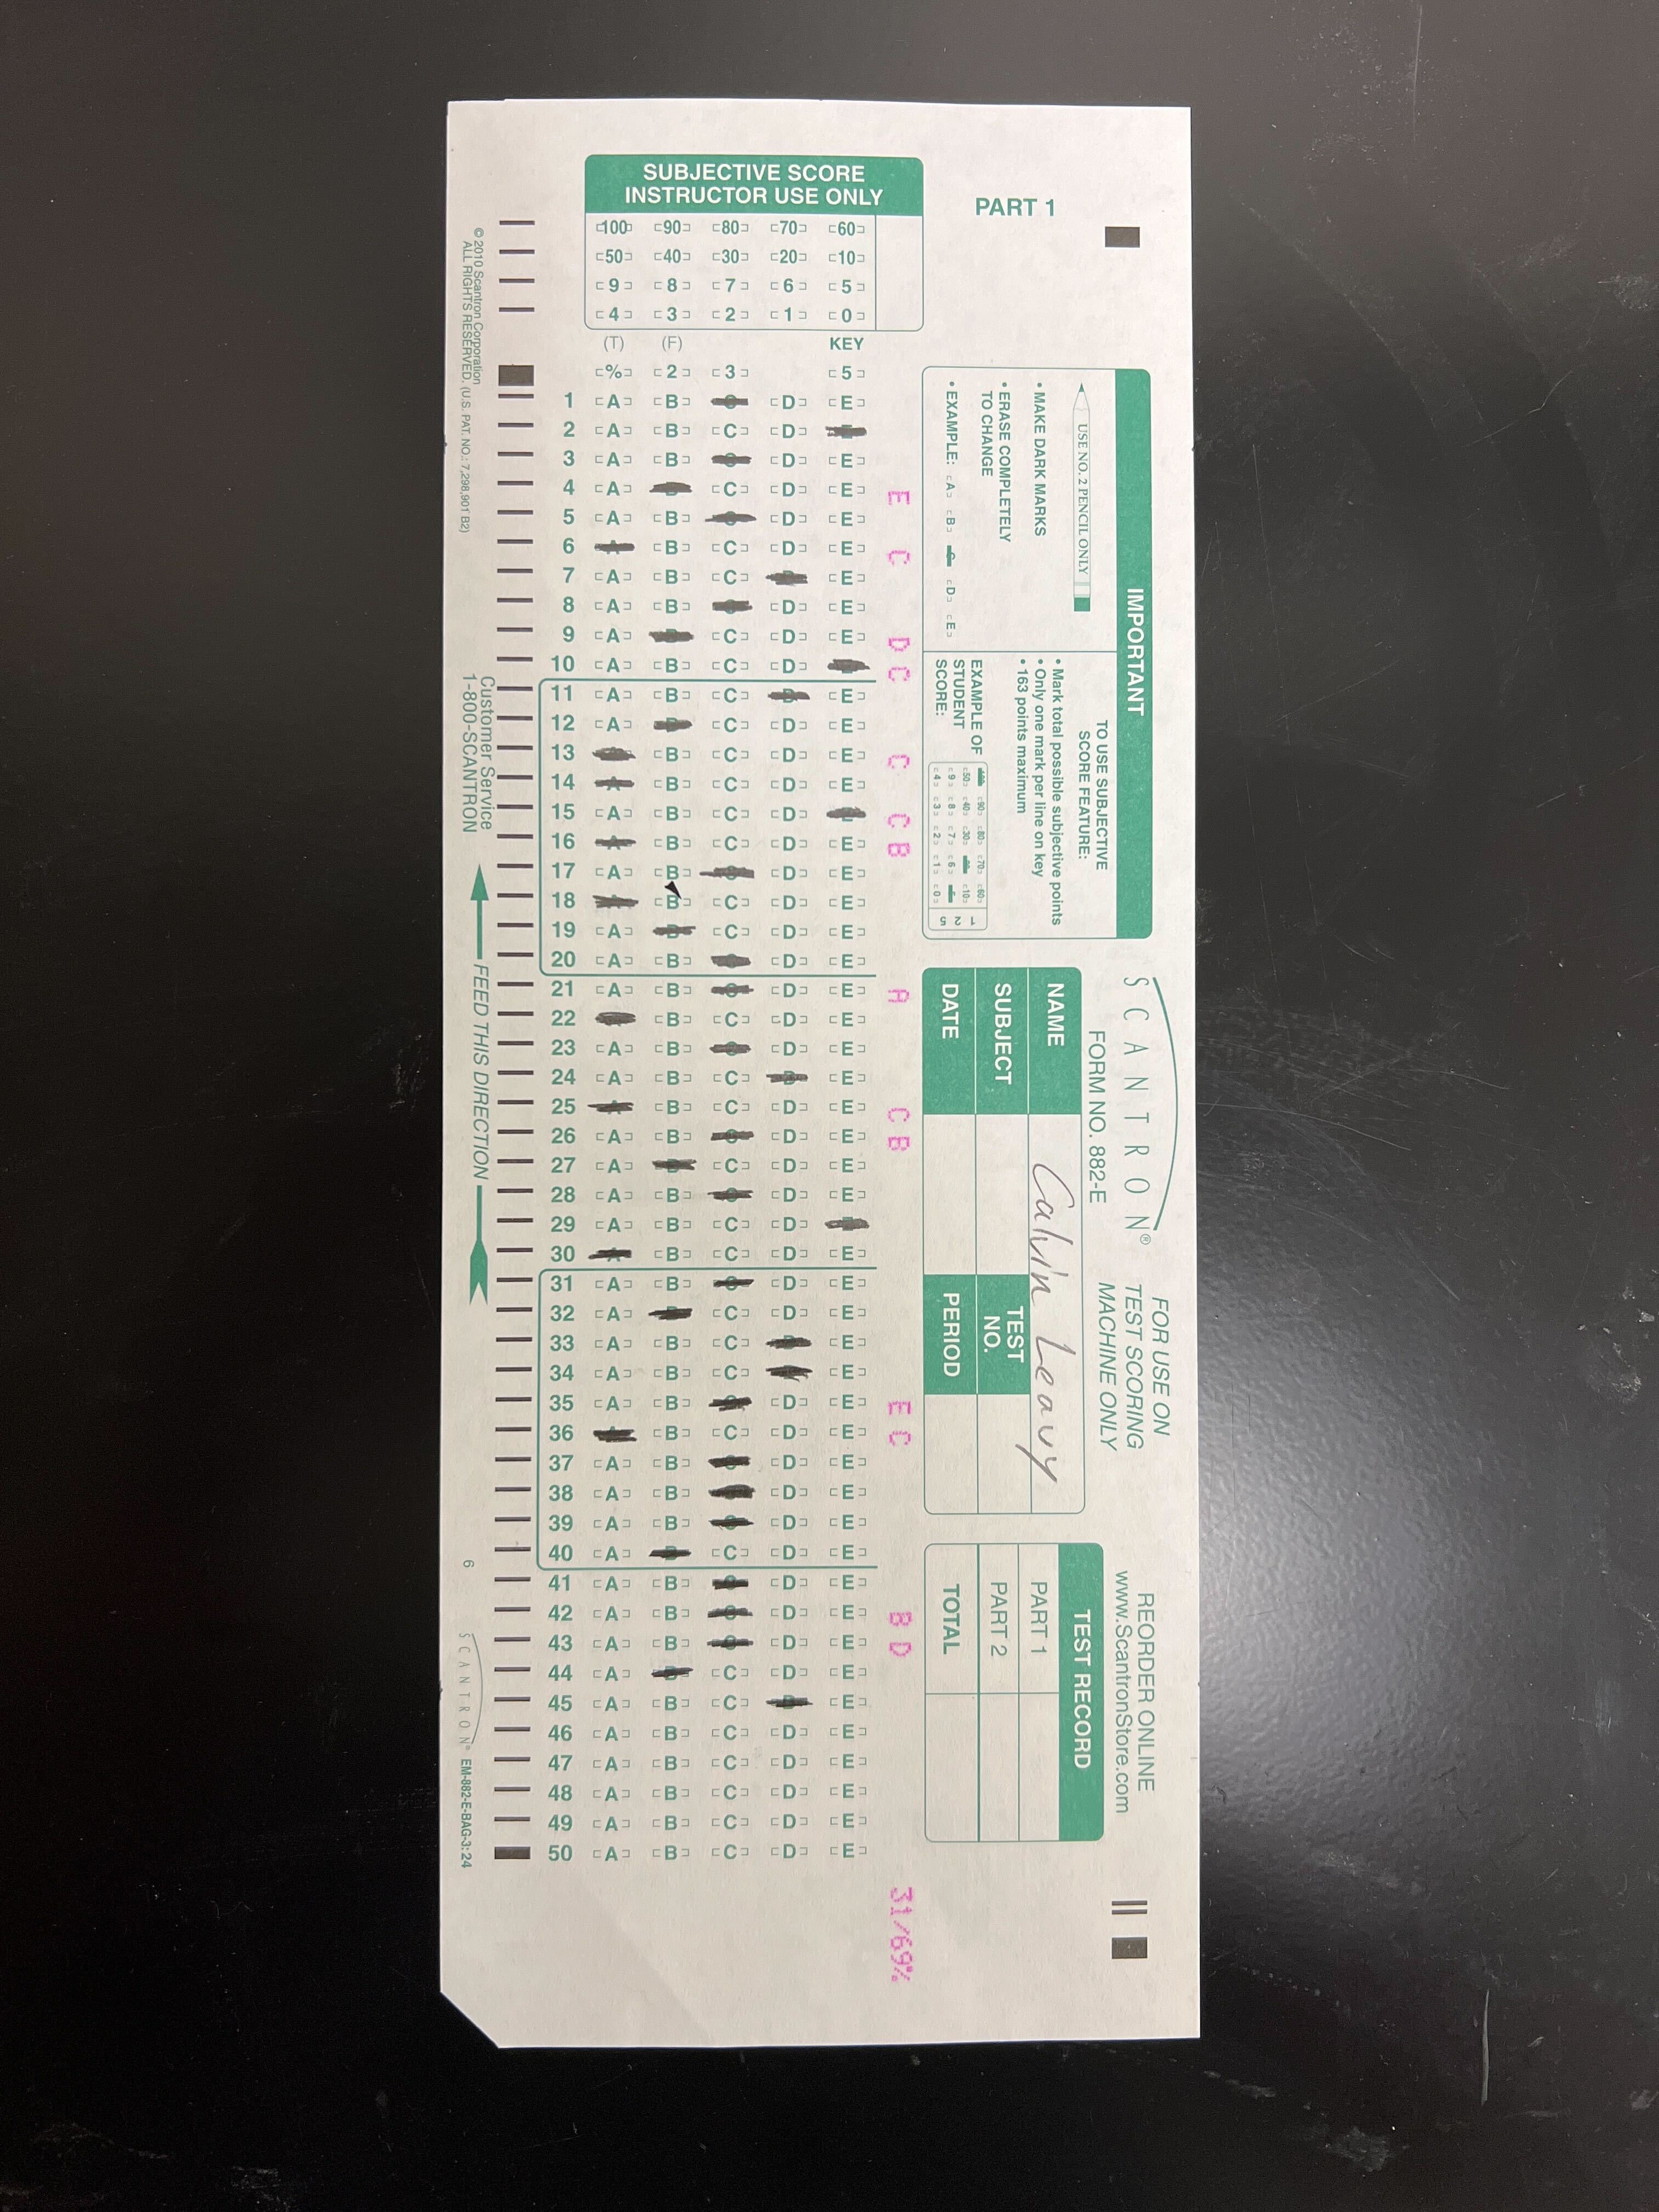 PART 1
SUBJECTIVE SCORE
INSTRUCTOR USE ONLY
100 90 80 70 60
50 40 30 20 10
9 8 7 6 5
4 3 2 1 0
(T) (F) KEY
% 2 3 5
1 A B D E
2 A B C D
3 A B D E
4 A C D E E
5 A B D E
6 B C D E C
7 A B C E
8 A B D E
9 A C D E D
10 A B C D C
11 A B C E
12 A C D E
13 B C D E C
14 B C D E
15 A B C D C
16 B C D E B
17 A B D E
18 B C D E
19 A C D E
20 A B D E
21 A B D E A
22 B C D E
23 A B D E
24 A B C E
25 B C D E C
26 A B D E
27 A C D E
28 A B D E
29 A B C D
30 B C D E
31 A B D E
32 A C D E
33 A B C E
34 A B C E
35 A B D E E
36 B C D E C
37 A B D E
38 A B D E
39 A B D E
40 A C D E
41 A B D E
42 A B D E B
43 A B D E D
44 A C D E
45 A B C E
46 A B C D E
47 A B C D E
48 A B C D E
49 A B C D E
50 A B C D E
31/69%
IMPORTANT
USE NO. 2 PENCIL ONLY
• MAKE DARK MARKS
• ERASE COMPLETELY
TO CHANGE
• EXAMPLE: A B D E
TO USE SUBJECTIVE
SCORE FEATURE:
• Mark total possible subjective points
• Only one mark per line on key
• 163 points maximum
EXAMPLE OF
STUDENT
SCORE:
90 80 70 60
50 40 30 10
9 8 7 6
4 3 2 1 0
1 2 5
SCANTRON®
FORM NO. 882-E
FOR USE ON
TEST SCORING
MACHINE ONLY
REORDER ONLINE
www.ScantronStore.com
NAME Calvin Leavy
SUBJECT
TEST
NO.
DATE
PERIOD
TEST RECORD
PART 1
PART 2
TOTAL
© 2010 Scantron Corporation
ALL RIGHTS RESERVED. (U.S. PAT. NO.: 7,298,901 B2)
Customer Service
1-800-SCANTRON
FEED THIS DIRECTION
6
SCANTRON® EM-882-E-BAG-3: 24